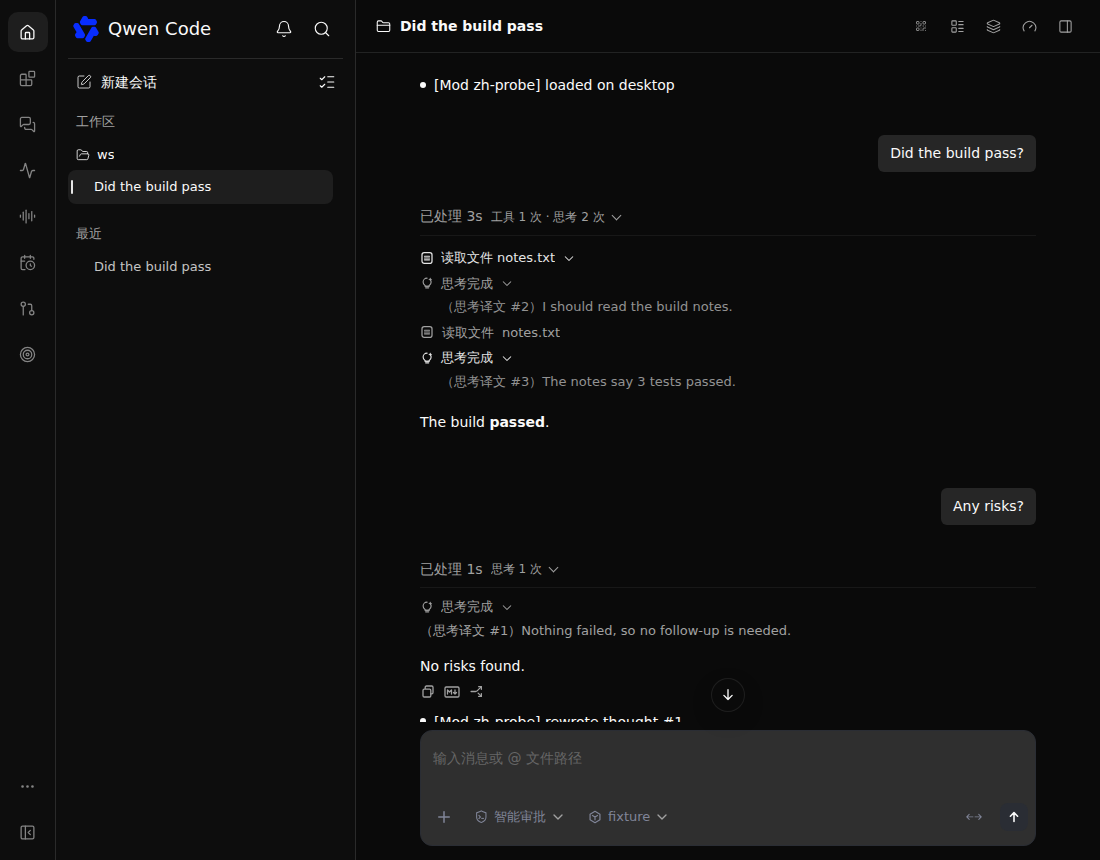 Qwen Code
新建会话
工作区
ws
Did the build pass
最近
Did the build pass
Did the build pass
[Mod zh-probe] loaded on desktop
Did the build pass?
已处理 3s 工具 1 次 · 思考 2 次
读取文件 notes.txt
思考完成
（思考译文 #2）I should read the build notes.
读取文件 notes.txt
思考完成
（思考译文 #3）The notes say 3 tests passed.
The build passed.
Any risks?
已处理 1s 思考 1 次
思考完成
（思考译文 #1）Nothing failed, so no follow-up is needed.
No risks found.
[Mod zh-probe] rewrote thought #1
输入消息或 @ 文件路径
智能审批 fixture